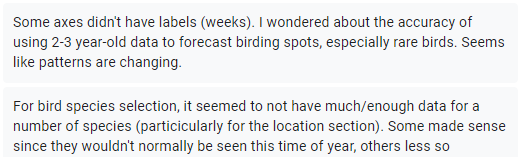 Some axes didn't have labels (weeks). I wondered about the accuracy of
using 2-3 year-old data to forecast birding spots, especially rare birds. Seems
like patterns are changing.
For bird species selection, it seemed to not have much/enough data for a
number of species (particicularly for the location section). Some made sense
since they wouldn't normally be seen this time of year, others less so